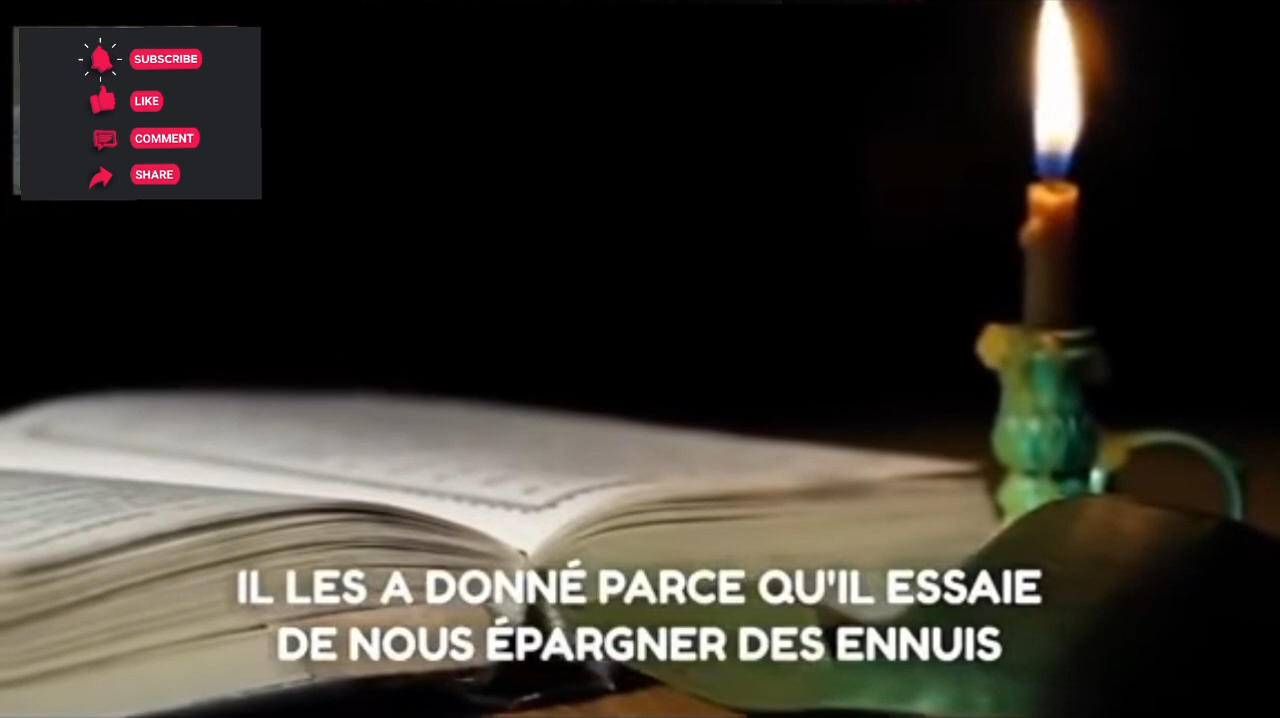 SUBSCRIBE
LIKE
COMMENT
SHARE
IL LES A DONNÉ PARCE QU'IL ESSAIE
DE NOUS ÉPARGNER DES ENNUIS